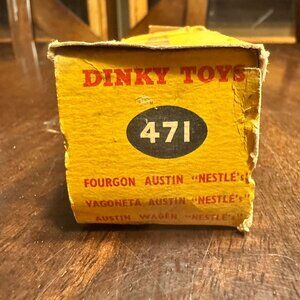 DINKY TOYS
471
FOURGON AUSTIN "NESTLÉ's"
VAGONETA AUSTIN "NESTLÉ's"
AUSTIN WAGEN "NESTLÉ's"